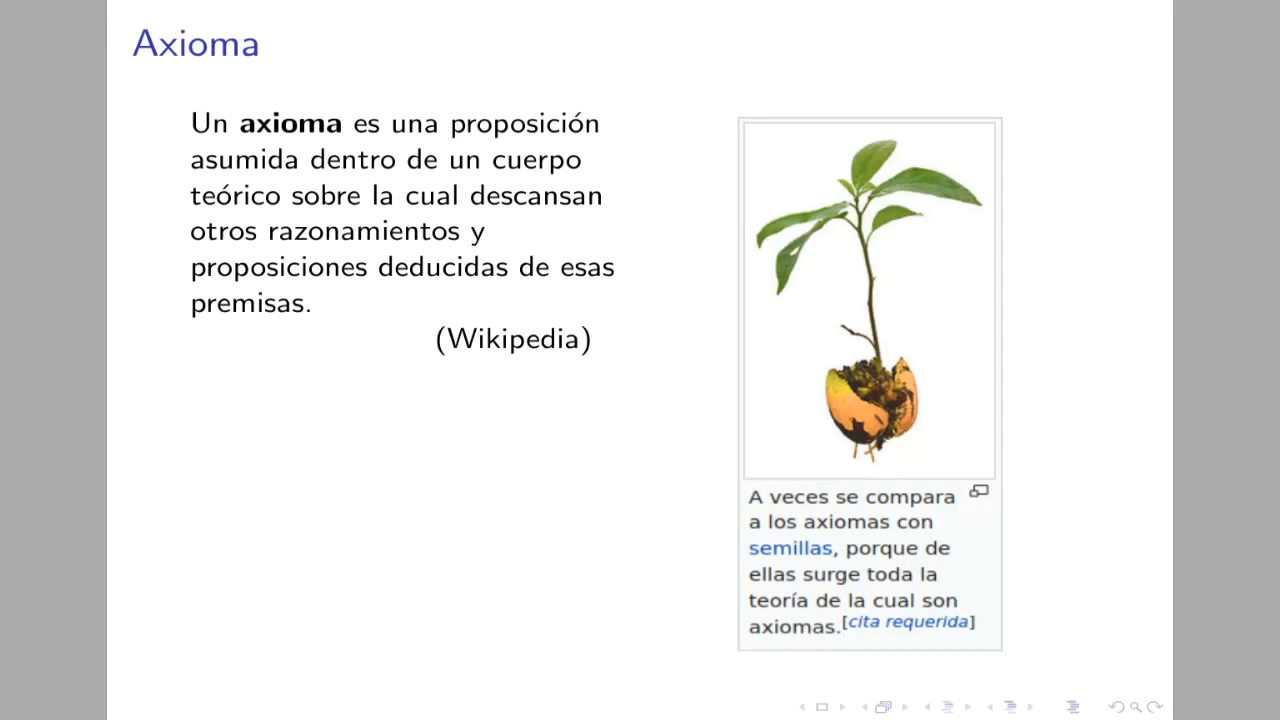 Axioma
Un axioma es una proposición
asumida dentro de un cuerpo
teórico sobre la cual descansan
otros razonamientos y
proposiciones deducidas de esas
premisas.
(Wikipedia)
A veces se compara
a los axiomas con
semillas, porque de
ellas surge toda la
teoría de la cual son
axiomas.[cita requerida]